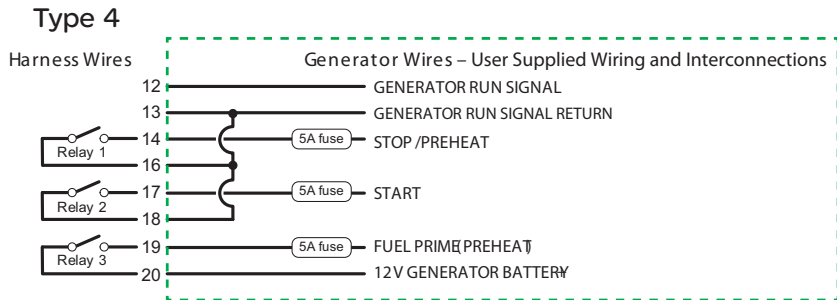 Type 4
Harness Wires
Generator Wires – User Supplied Wiring and Interconnections
12 GENERATOR RUN SIGNAL
13 GENERATOR RUN SIGNAL RETURN
14 5A fuse STOP /PREHEAT
Relay 1
16
17 5A fuse START
Relay 2
18
19 5A fuse FUEL PRIME(PREHEAT)
Relay 3
20 12V GENERATOR BATTERY+